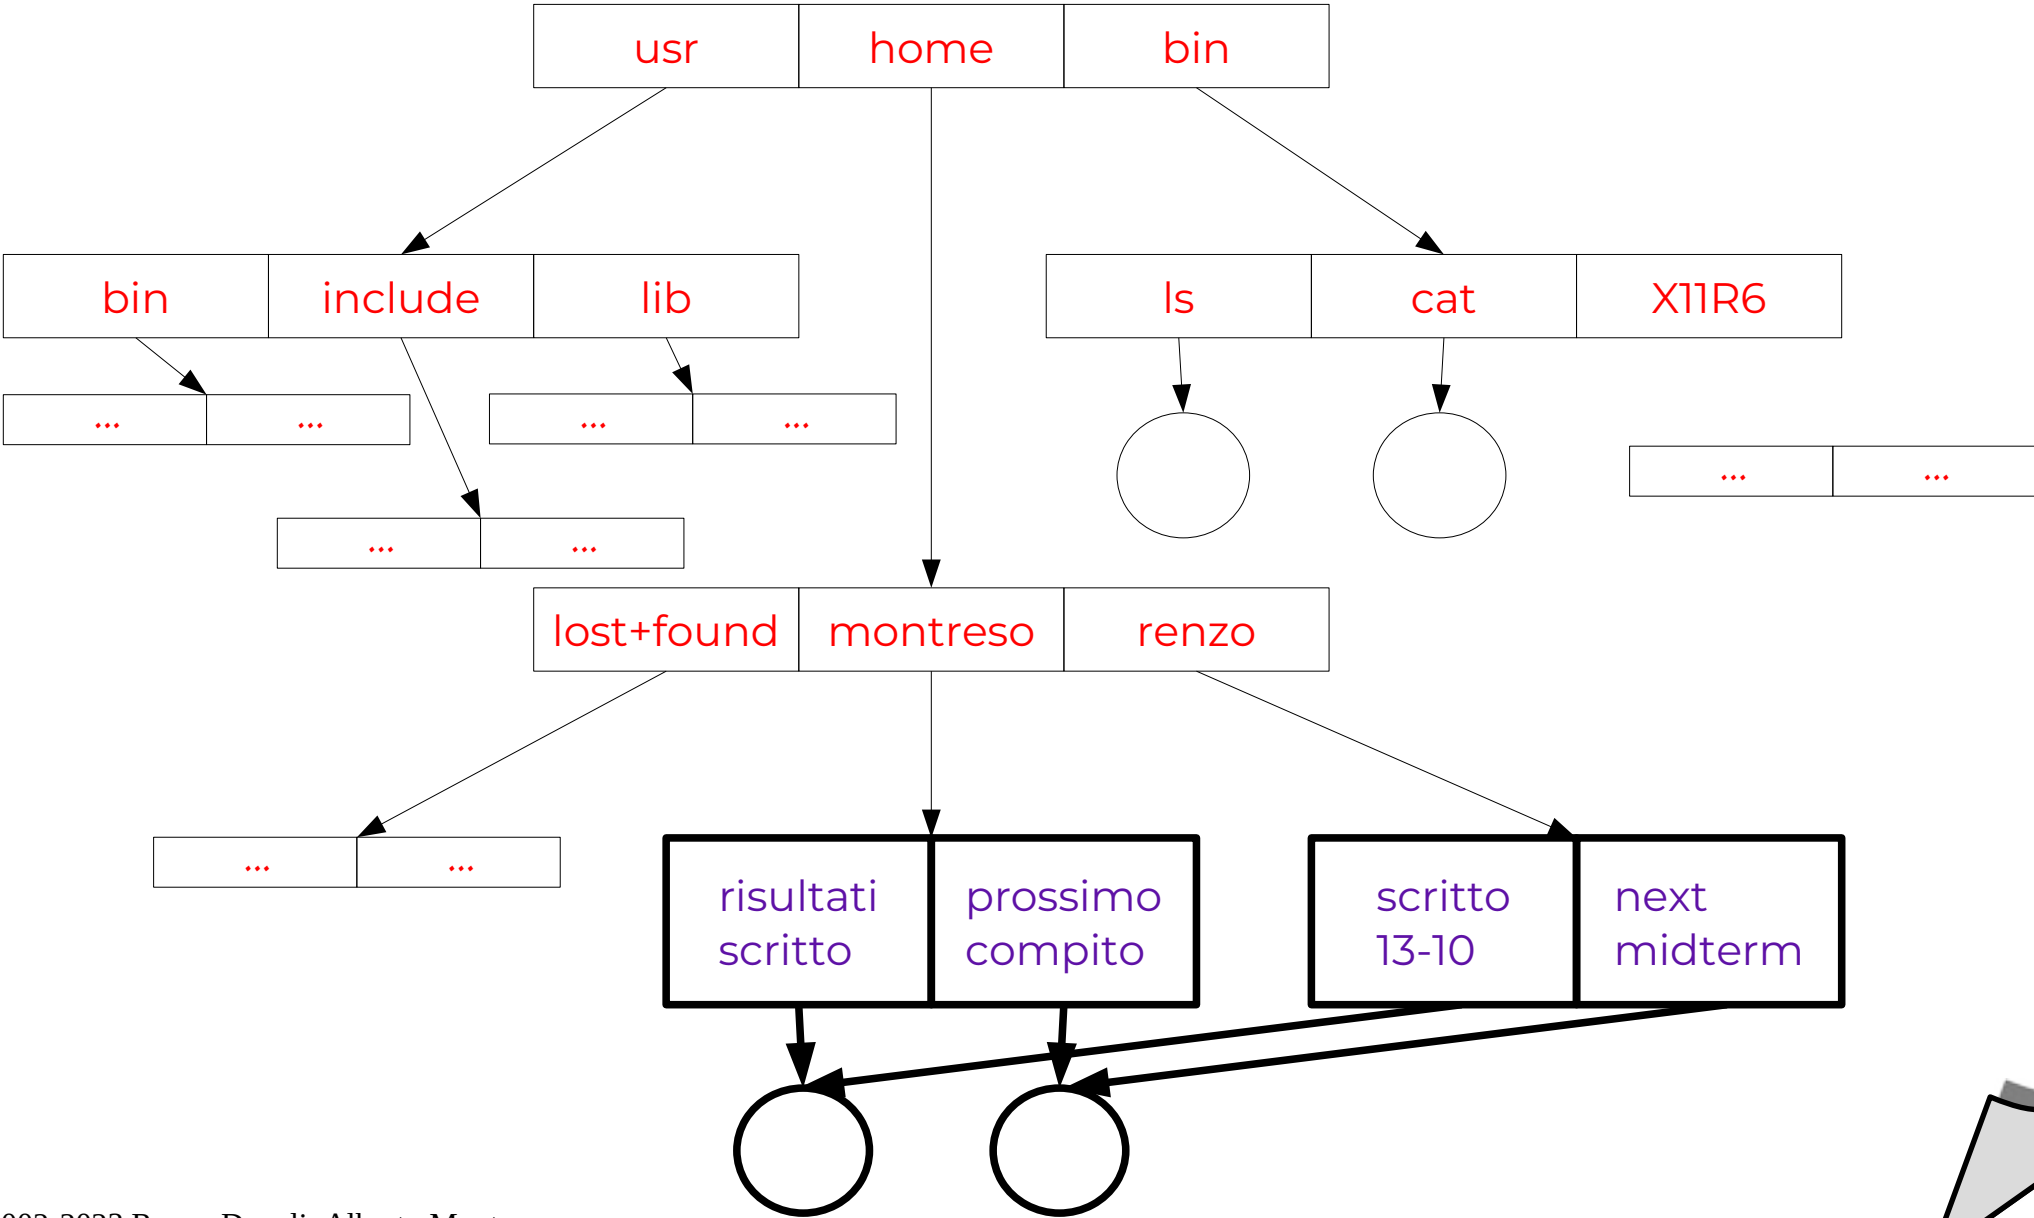 usr home bin
bin include lib
ls cat X11R6
... ...
... ...
... ...
... ...
lost+found montreso renzo
... ...
risultati
scritto
prossimo
compito
scritto
13-10
next
midterm